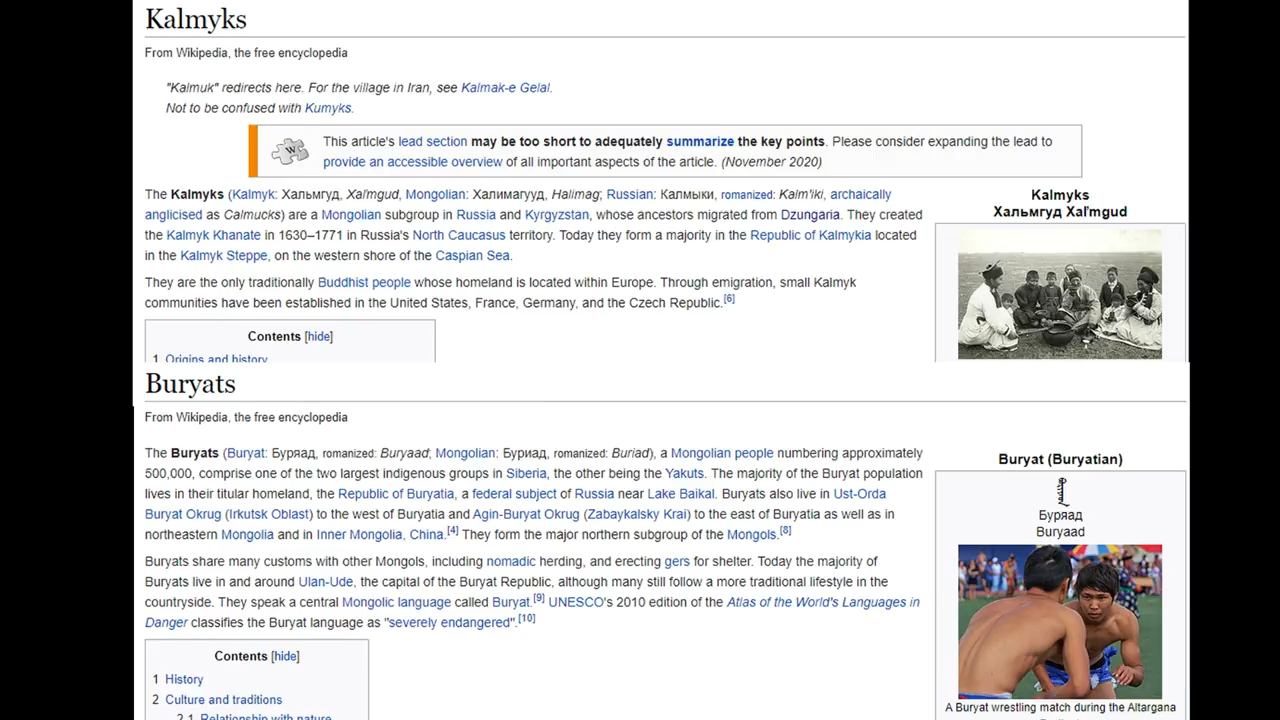 Kalmyks
From Wikipedia, the free encyclopedia
"Kalmuk" redirects here. For the village in Iran, see Kalmak-e Gelal.
Not to be confused with Kumyks.
This article's lead section may be too short to adequately summarize the key points. Please consider expanding the lead to
provide an accessible overview of all important aspects of the article. (November 2020)
The Kalmyks (Kalmyk: Хальмгуд, Xaľmgud, Mongolian: Халимагууд, Halimag; Russian: Калмыки, romanized: Kalm'iki, archaically
anglicised as Calmucks) are a Mongolian subgroup in Russia and Kyrgyzstan, whose ancestors migrated from Dzungaria. They created
the Kalmyk Khanate in 1630–1771 in Russia's North Caucasus territory. Today they form a majority in the Republic of Kalmykia located
in the Kalmyk Steppe, on the western shore of the Caspian Sea.
They are the only traditionally Buddhist people whose homeland is located within Europe. Through emigration, small Kalmyk
communities have been established in the United States, France, Germany, and the Czech Republic.[6]
Contents [hide]
1 Origins and history
Kalmyks
Хальмгуд Xaľmgud
Buryats
From Wikipedia, the free encyclopedia
The Buryats (Buryat: Буряад, romanized: Buryaad; Mongolian: Буриад, romanized: Buriad), a Mongolian people numbering approximately
500,000, comprise one of the two largest indigenous groups in Siberia, the other being the Yakuts. The majority of the Buryat population
lives in their titular homeland, the Republic of Buryatia, a federal subject of Russia near Lake Baikal. Buryats also live in Ust-Orda
Buryat Okrug (Irkutsk Oblast) to the west of Buryatia and Agin-Buryat Okrug (Zabaykalsky Krai) to the east of Buryatia as well as in
northeastern Mongolia and in Inner Mongolia, China.[4] They form the major northern subgroup of the Mongols.[8]
Buryats share many customs with other Mongols, including nomadic herding, and erecting gers for shelter. Today the majority of
Buryats live in and around Ulan-Ude, the capital of the Buryat Republic, although many still follow a more traditional lifestyle in the
countryside. They speak a central Mongolic language called Buryat.[9] UNESCO's 2010 edition of the Atlas of the World's Languages in
Danger classifies the Buryat language as "severely endangered".[10]
Contents [hide]
1 History
2 Culture and traditions
2.1 Relationship with nature
Buryat (Buryatian)
Буряад
Buryaad
A Buryat wrestling match during the Altargana